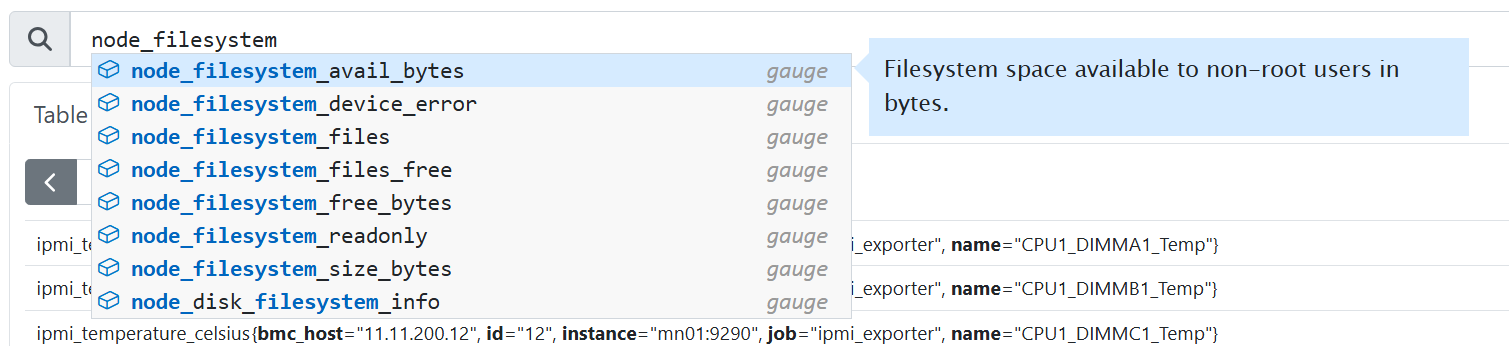 node_filesystem
node_filesystem_avail_bytes gauge
Filesystem space available to non-root users in
bytes.
node_filesystem_device_error gauge
Table
node_filesystem_files gauge
node_filesystem_files_free gauge
node_filesystem_free_bytes gauge
node_filesystem_readonly gauge
ipmi_te i_exporter", name="CPU1_DIMMA1_Temp"}
node_filesystem_size_bytes gauge
ipmi_te i_exporter", name="CPU1_DIMMB1_Temp"}
node_disk_filesystem_info gauge
ipmi_temperature_celsius{bmc_host="11.11.200.12", id="12", instance="mn01:9290", job="ipmi_exporter", name="CPU1_DIMMC1_Temp"}